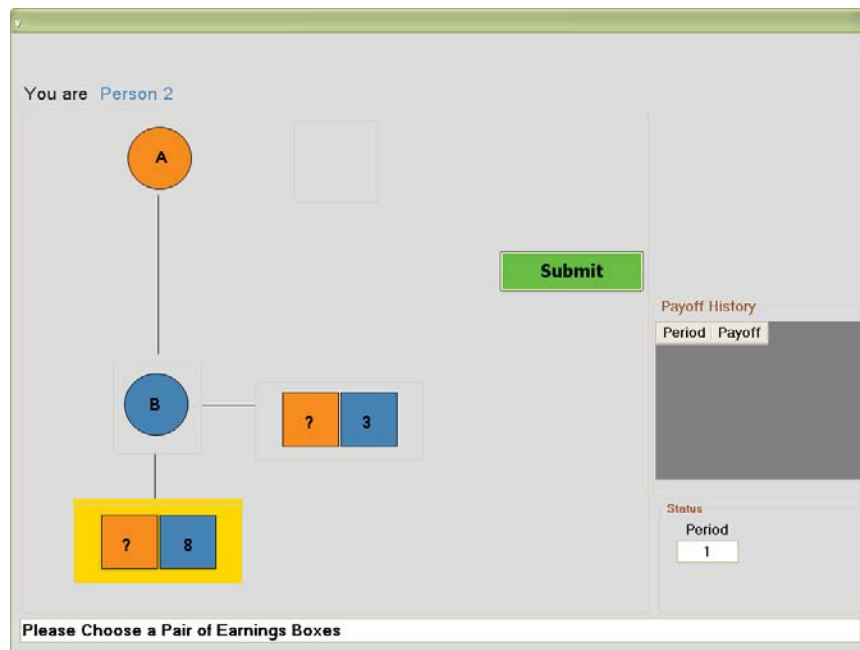 v
You are Person 2
A
Submit
Payoff History
Period Payoff
B
? 3
? 8
Status
Period
1
Please Choose a Pair of Earnings Boxes